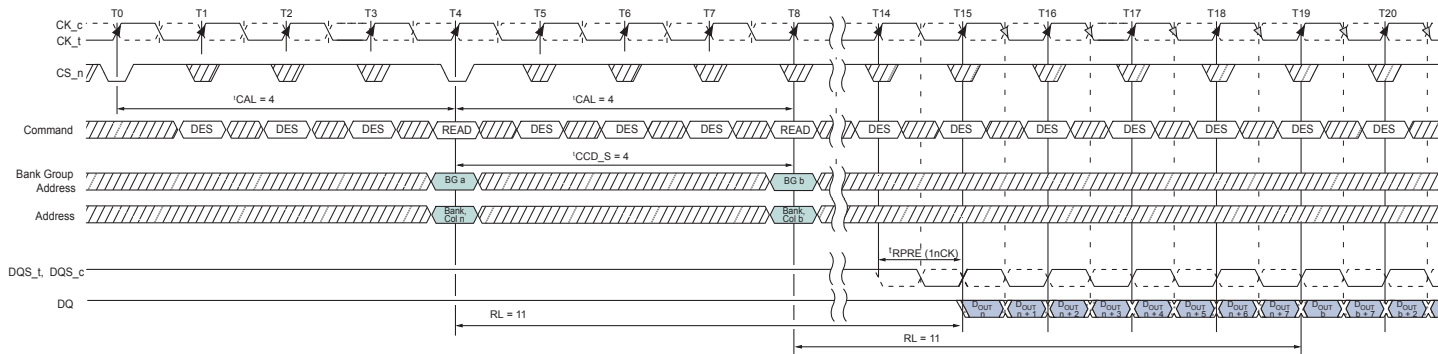 T0 T1 T2 T3 T4 T5 T6 T7 T8 T14 T15 T16 T17 T18 T19 T20
CK_c
CK_t
CS_n
tCAL = 4 tCAL = 4
Command DES DES DES READ DES DES DES READ DES DES DES DES DES DES DES
tCCD_S = 4
Bank Group
Address
BG a BG b
Address
Bank,
Col n
Bank,
Col b
tRPRE (1nCK)
DQS_t, DQS_c
DQ
DOUT
n
DOUT
n + 1
DOUT
n + 2
DOUT
n + 3
DOUT
n + 4
DOUT
n + 5
DOUT
n + 6
DOUT
n + 7
DOUT
b
DOUT
b + 7
DOUT
b + 2
RL = 11
RL = 11